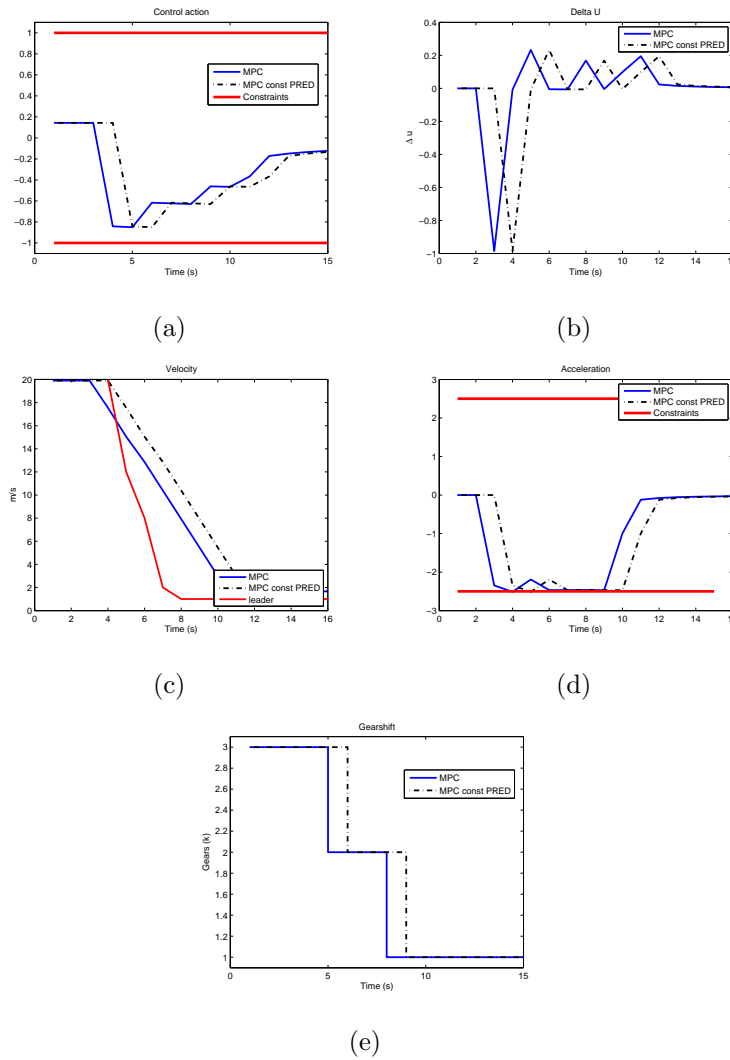 Control action
1
0.8
0.6
0.4
0.2
0
−0.2
−0.4
−0.6
−0.8
−1
0 5 10 15
Time (s)
MPC
MPC const PRED
Constraints
(a)
Delta U
0.4
0.2
0
−0.2
−0.4
−0.6
−0.8
−1
Δ u
0 2 4 6 8 10 12 14 16
Time (s)
MPC
MPC const PRED
(b)
Velocity
20
18
16
14
12
10
8
6
4
2
0
m/s
0 2 4 6 8 10 12 14 16
Time (s)
MPC
MPC const PRED
leader
(c)
Acceleration
3
2
1
0
−1
−2
−3
0 2 4 6 8 10 12 14 16
Time (s)
MPC
MPC const PRED
Constraints
(d)
Gearshift
3
2.8
2.6
2.4
2.2
2
1.8
1.6
1.4
1.2
1
Gears (k)
0 5 10 15
Time (s)
MPC
MPC const PRED
(e)